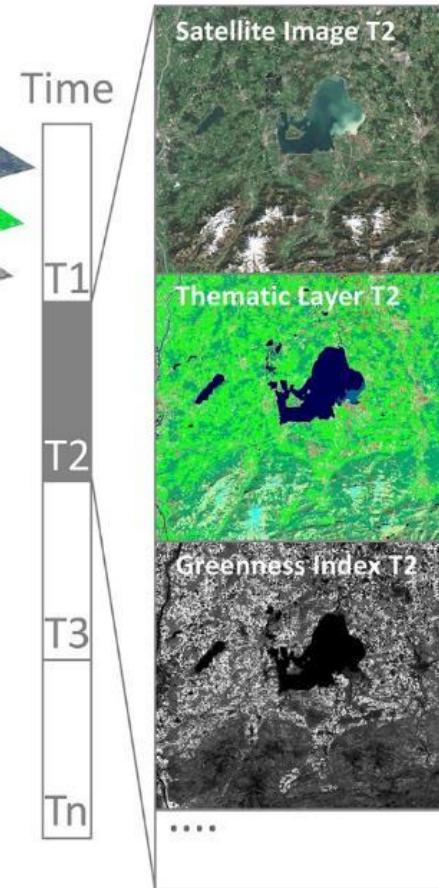 Time
T1
T2
T3
Tn
Satellite Image T2
Thematic Layer T2
Greenness Index T2
....